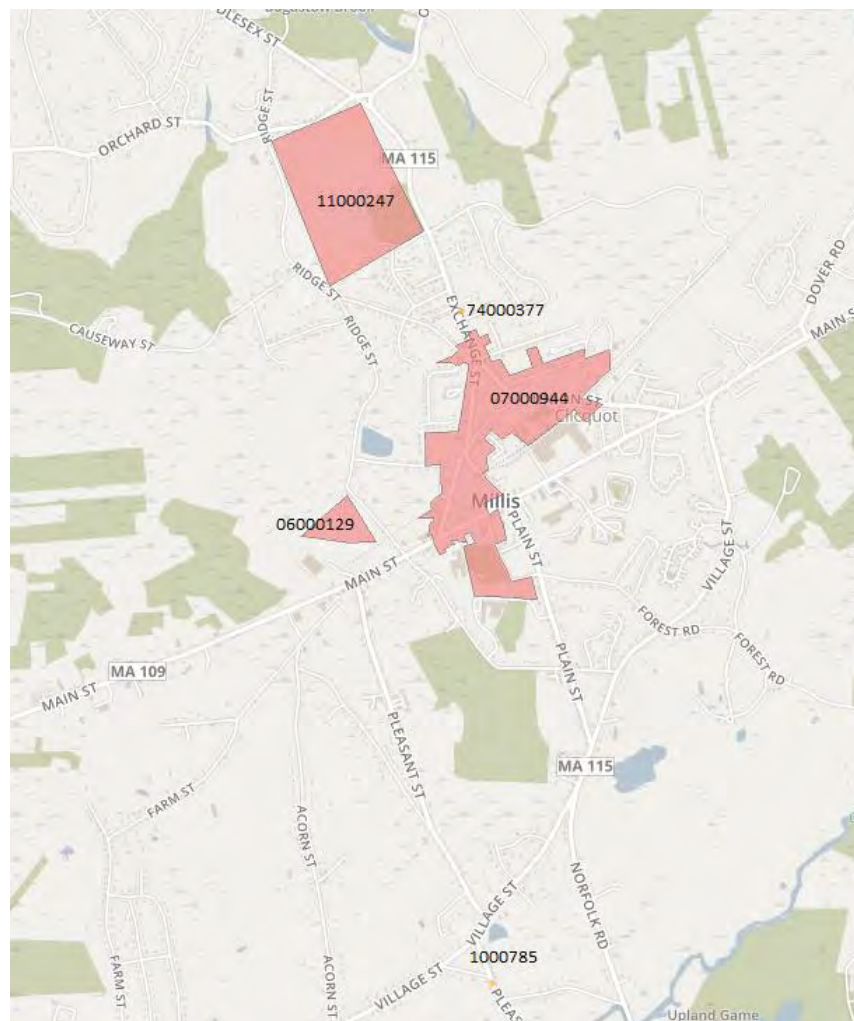 Bogastow Brook
ORCHARD ST
RIDGE ST
MA 115
11000247
RIDGE ST
74000377
EXCHANGE ST
DOVER RD
MAIN S
CAUSEWAY ST
RIDGE ST
07000944
N ST
Clicquot
Millis
06000129
PLAIN ST
VILLAGE ST
MAIN ST
FOREST RD
FOREST RD
MA 109
MAIN ST
PLAIN ST
PLEASANT ST
MA 115
FARM ST
ACORN ST
NORFOLK RD
VILLAGE ST
1000785
VILLAGE ST
FARM ST
ACORN ST
PLEAS
Upland Game